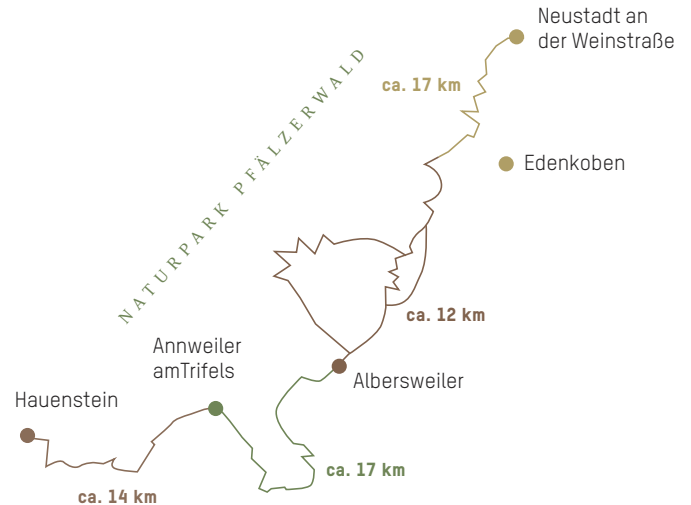 Neustadt an
der Weinstraße
ca. 17 km
NATURPARK PFÄLZERWALD
Edenkoben
ca. 12 km
Annweiler
amTrifels
Albersweiler
Hauenstein
ca. 17 km
ca. 14 km